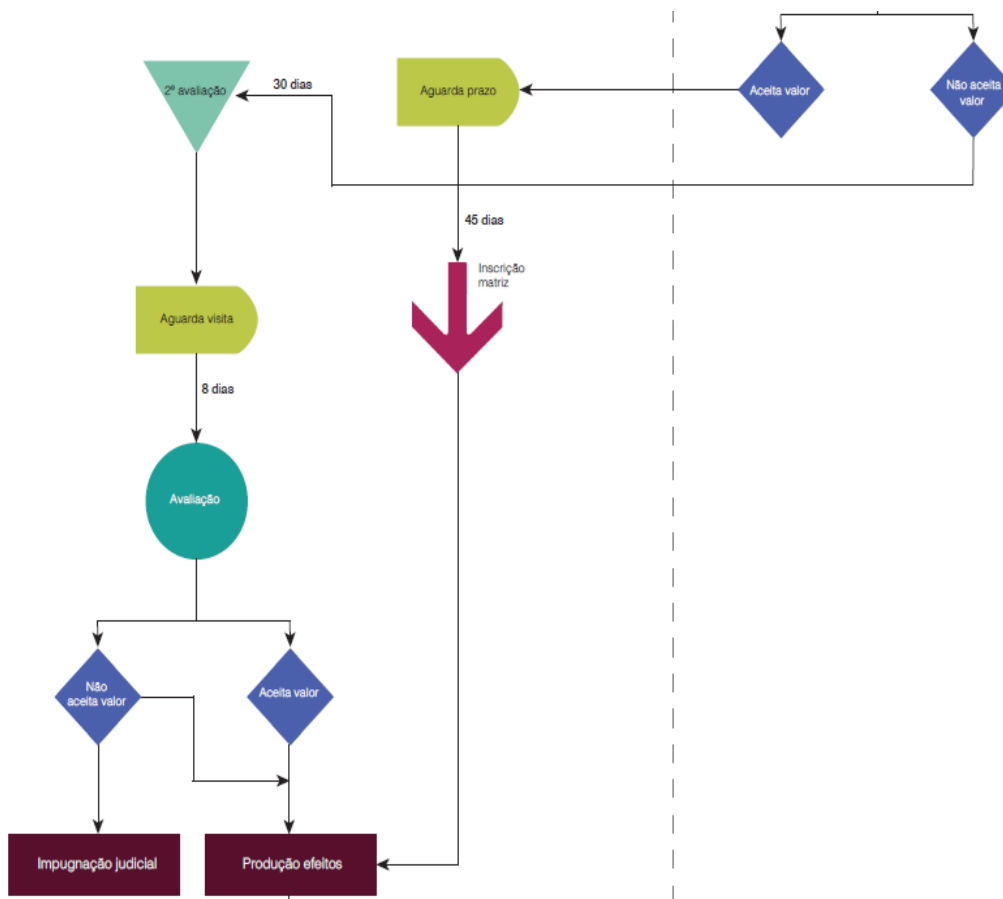 Aceita valor
Não aceita
valor
Aguarda prazo
30 dias
2ª avaliação
45 dias
Inscrição
matriz
Aguarda visita
8 dias
Avaliação
Não
aceita valor
Aceita valor
Impugnação judicial
Produção efeitos